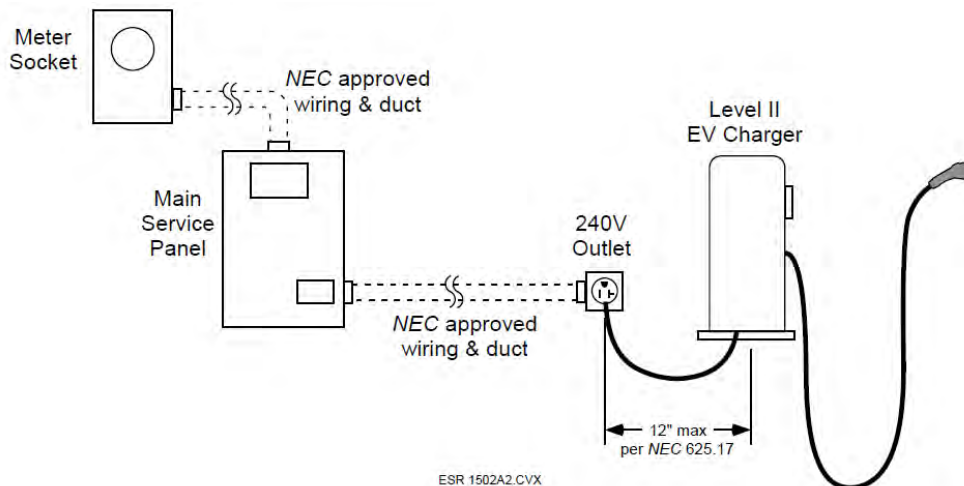 Meter
Socket
NEC approved
wiring & duct
Level II
EV Charger
Main
Service
Panel
240V
Outlet
NEC approved
wiring & duct
12" max
per NEC 625.17
ESR 1502A2.CVX